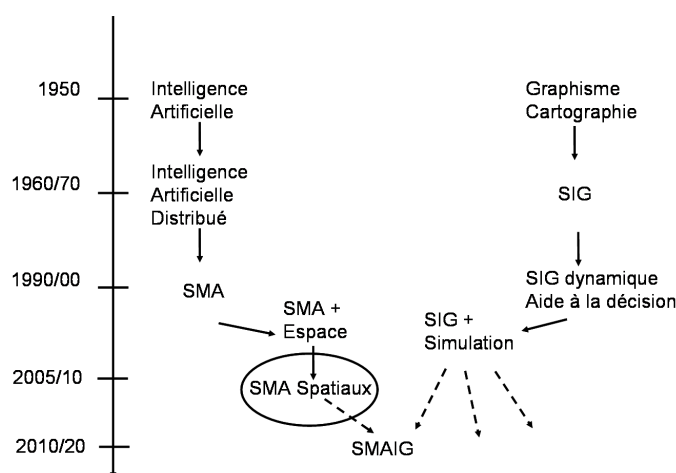 1950
Intelligence
Artificielle
Graphisme
Cartographie
1960/70
Intelligence
Artificielle
Distribué
SIG
1990/00
SMA
SIG dynamique
Aide à la décision
SMA +
Espace
SIG +
Simulation
2005/10
SMA Spatiaux
2010/20
SMAIG